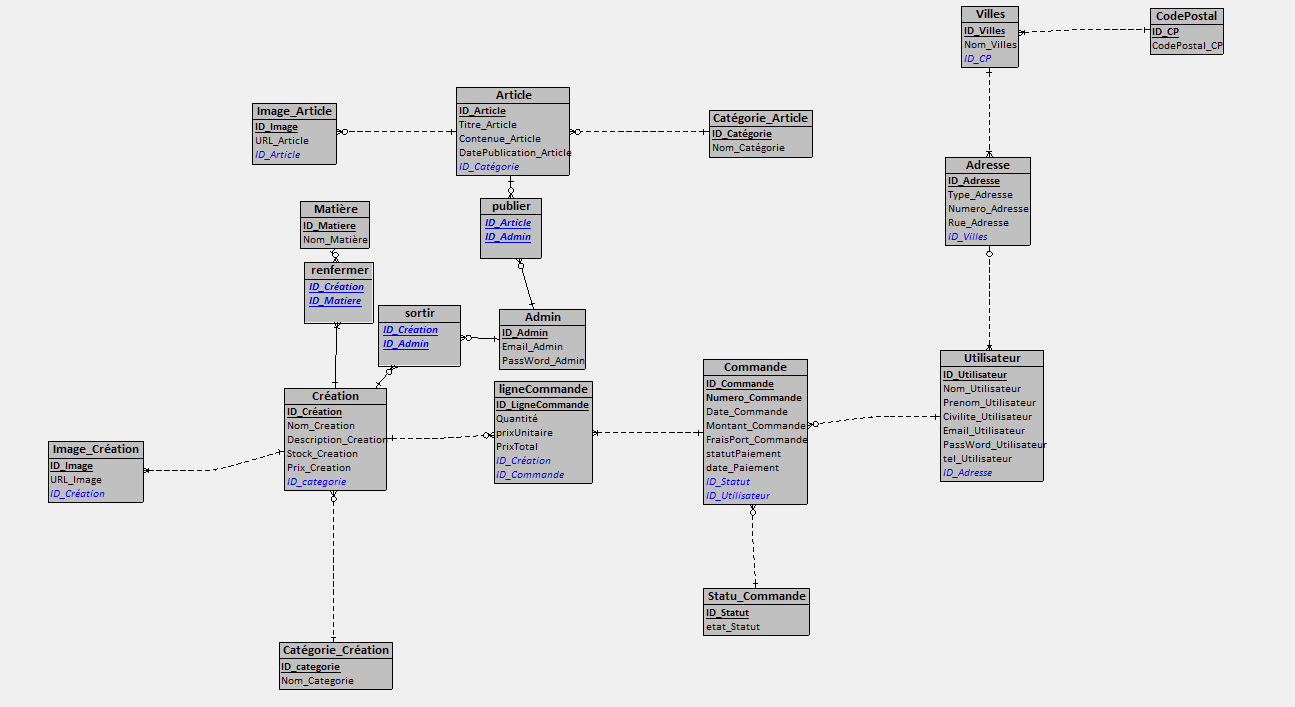 Villes
ID_Villes
Nom_Villes
ID_CP
CodePostal
ID_CP
CodePostal_CP
Image_Article
ID_Image
URL_Article
ID_Article
Article
ID_Article
Titre_Article
Contenue_Article
DatePublication_Article
ID_Catégorie
Catégorie_Article
ID_Catégorie
Nom_Catégorie
Adresse
ID_Adresse
Type_Adresse
Numero_Adresse
Rue_Adresse
ID_Villes
Matière
ID_Matiere
Nom_Matière
publier
ID_Article
ID_Admin
renfermer
ID_Création
ID_Matiere
sortir
ID_Création
ID_Admin
Admin
ID_Admin
Email_Admin
PassWord_Admin
Création
ID_Création
Nom_Creation
Description_Creation
Stock_Creation
Prix_Creation
ID_categorie
ligneCommande
ID_LigneCommande
Quantité
prixUnitaire
PrixTotal
ID_Création
ID_Commande
Commande
ID_Commande
Numero_Commande
Date_Commande
Montant_Commande
FraisPort_Commande
statutPaiement
date_Paiement
ID_Statut
ID_Utilisateur
Utilisateur
ID_Utilisateur
Nom_Utilisateur
Prenom_Utilisateur
Civilite_Utilisateur
Email_Utilisateur
PassWord_Utilisateur
tel_Utilisateur
ID_Adresse
Image_Création
ID_Image
URL_Image
ID_Création
Statu_Commande
ID_Statut
etat_Statut
Catégorie_Création
ID_categorie
Nom_Categorie